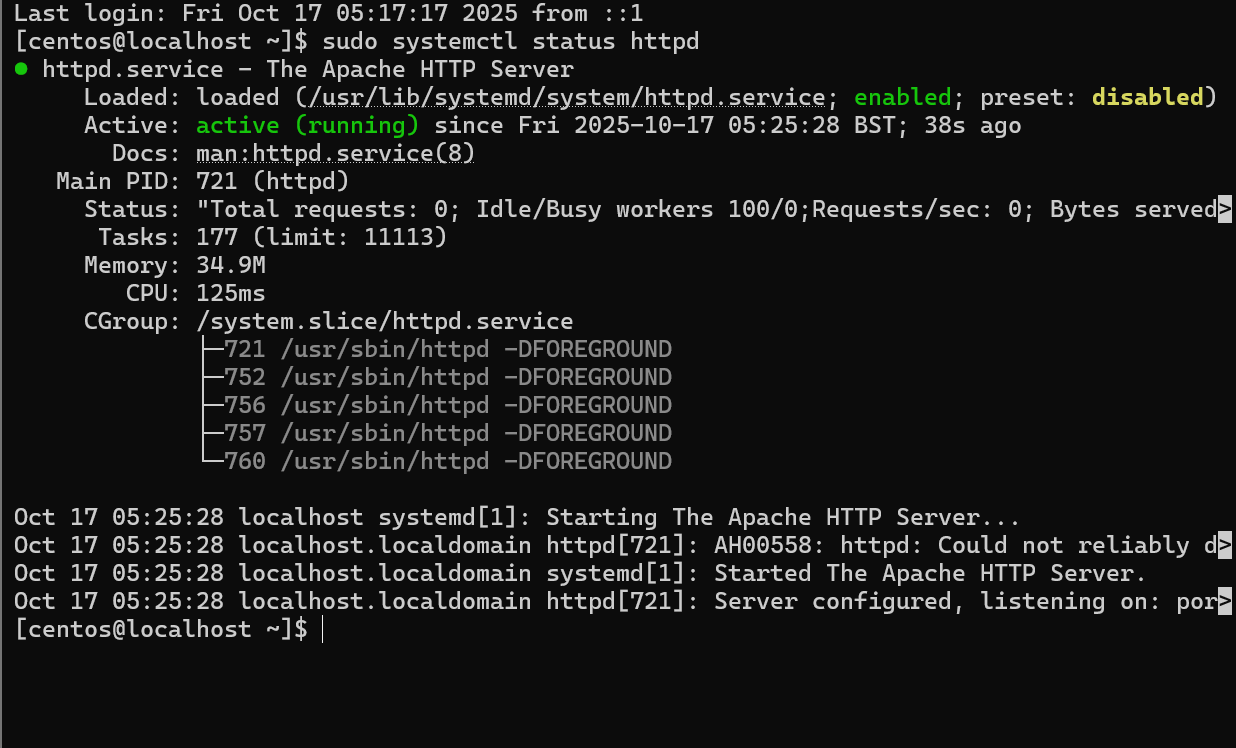 Last login: Fri Oct 17 05:17:17 2025 from ::1
[centos@localhost ~]$ sudo systemctl status httpd
● httpd.service - The Apache HTTP Server
     Loaded: loaded (/usr/lib/systemd/system/httpd.service; enabled; preset: disabled)
     Active: active (running) since Fri 2025-10-17 05:25:28 BST; 38s ago
       Docs: man:httpd.service(8)
   Main PID: 721 (httpd)
     Status: "Total requests: 0; Idle/Busy workers 100/0;Requests/sec: 0; Bytes served>
      Tasks: 177 (limit: 11113)
     Memory: 34.9M
        CPU: 125ms
     CGroup: /system.slice/httpd.service
             ├─721 /usr/sbin/httpd -DFOREGROUND
             ├─752 /usr/sbin/httpd -DFOREGROUND
             ├─756 /usr/sbin/httpd -DFOREGROUND
             ├─757 /usr/sbin/httpd -DFOREGROUND
             └─760 /usr/sbin/httpd -DFOREGROUND

Oct 17 05:25:28 localhost systemd[1]: Starting The Apache HTTP Server...
Oct 17 05:25:28 localhost.localdomain httpd[721]: AH00558: httpd: Could not reliably d>
Oct 17 05:25:28 localhost.localdomain systemd[1]: Started The Apache HTTP Server.
Oct 17 05:25:28 localhost.localdomain httpd[721]: Server configured, listening on: por>
[centos@localhost ~]$